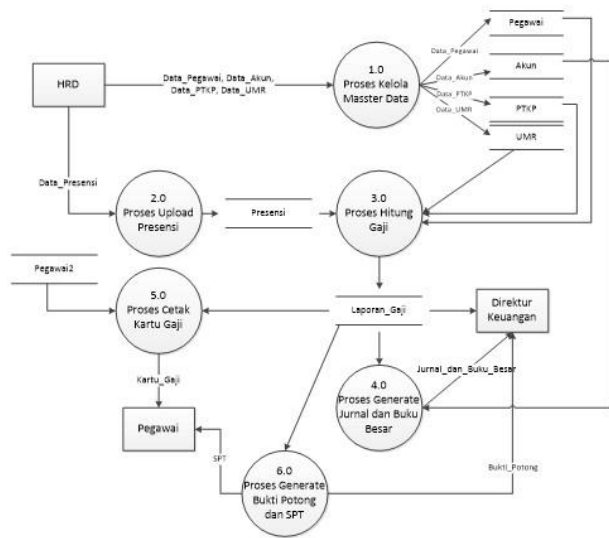 Pegawai
Data_Pegawai
1.0
Proses Kelola
Masster Data
HRD
Data_Pegawai, Data_Akun,
Data_PTKP, Data_UMR
Data_Akun
Akun
Data_PTKP
PTKP
Data_UMR
UMR
Data_Presensi
2.0
Proses Upload
Presensi
Presensi
3.0
Proses Hitung
Gaji
Pegawai2
5.0
Proses Cetak
Kartu Gaji
Laporan_Gaji
Direktur
Keuangan
Kartu_Gaji
4.0
Proses Generate
Jurnal dan Buku
Besar
Jurnal_dan_Buku_Besar
Pegawai
SPT
6.0
Proses Generate
Bukti Potong
dan SPT
Bukti_Potong